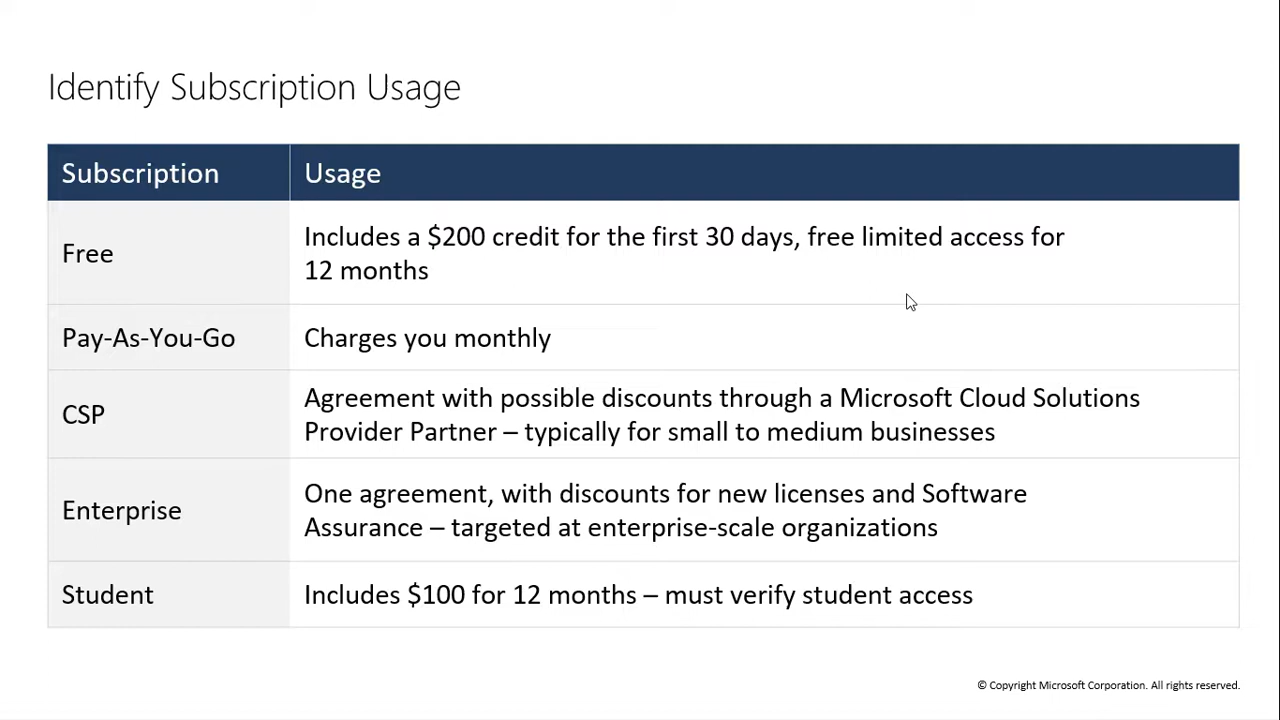 Identify Subscription Usage
Subscription Usage
Free
Includes a $200 credit for the first 30 days, free limited access for
12 months
Pay-As-You-Go Charges you monthly
CSP
Agreement with possible discounts through a Microsoft Cloud Solutions
Provider Partner – typically for small to medium businesses
Enterprise
One agreement, with discounts for new licenses and Software
Assurance – targeted at enterprise-scale organizations
Student Includes $100 for 12 months – must verify student access
© Copyright Microsoft Corporation. All rights reserved.